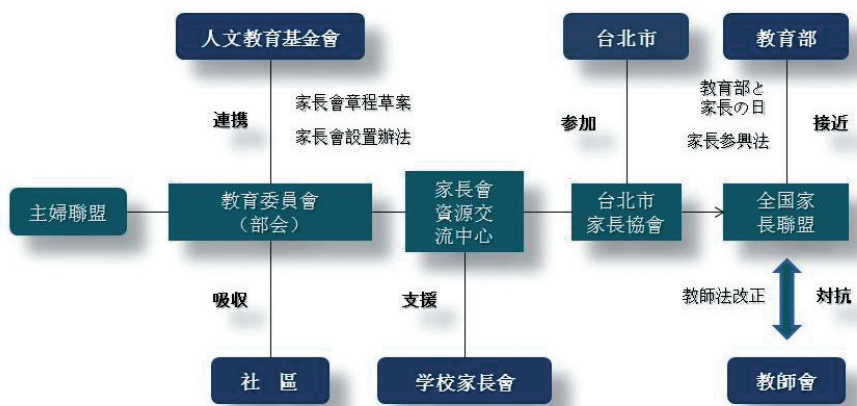 人文教育基金會
台北市
教育部
連携
家長會章程草案
家長會設置辦法
参加
教育部と
家長の日
家長参興法
接近
主婦聯盟
教育委員會
（部会）
家長會
資源交
流中心
台北市
家長協會
全国家
長聯盟
吸収
支援
教師法改正
対抗
社 區
学校家長會
教師會